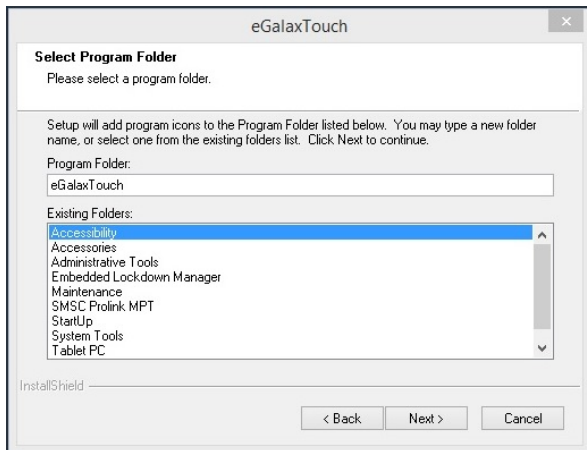 eGalaxTouch
Select Program Folder
Please select a program folder.
Setup will add program icons to the Program Folder listed below. You may type a new folder
name, or select one from the existing folders list. Click Next to continue.
Program Folder:
eGalaxTouch
Existing Folders:
Accessibility
Accessories
Administrative Tools
Embedded Lockdown Manager
Maintenance
SMSC Prolink MPT
StartUp
System Tools
Tablet PC
InstallShield
< Back Next > Cancel